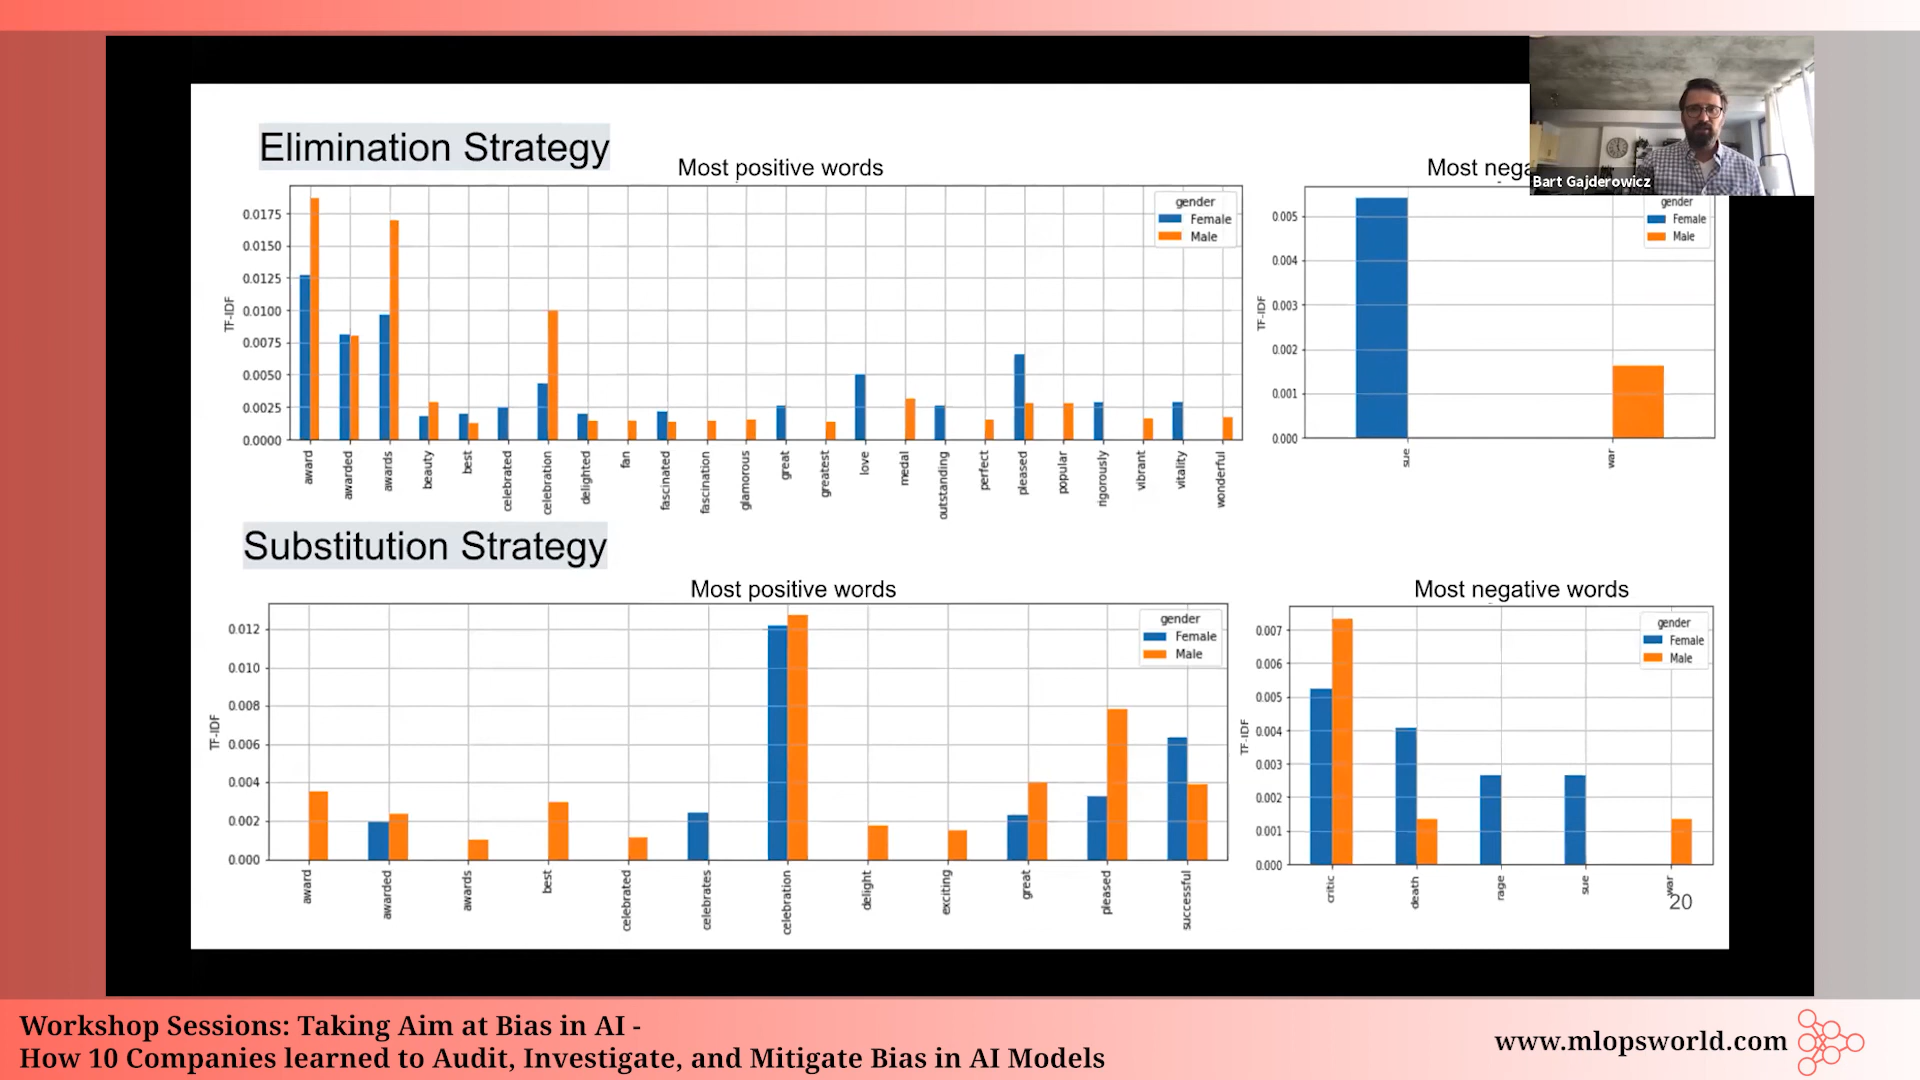 Elimination Strategy
Most positive words
Most nega
Bart Gajderowicz
TF-IDF
0.0175
0.0150
0.0125
0.0100
0.0075
0.0050
0.0025
0.0000
gender
Female
Male
award
awarded
awards
beauty
best
celebrated
celebration
delighted
fan
fascinated
fascination
glamorous
great
greatest
love
medal
outstanding
perfect
pleased
popular
rigorously
vibrant
vitality
wonderful
TF-IDF
0.005
0.004
0.003
0.002
0.001
0.000
gender
Female
Male
sue
war
Substitution Strategy
Most positive words
TF-IDF
0.012
0.010
0.008
0.006
0.004
0.002
0.000
gender
Female
Male
award
awarded
awards
best
celebrated
celebrates
celebration
delight
exciting
great
pleased
successful
Most negative words
TF-IDF
0.007
0.006
0.005
0.004
0.003
0.002
0.001
0.000
gender
Female
Male
critic
death
rage
sue
war
20
Workshop Sessions: Taking Aim at Bias in AI -
How 10 Companies learned to Audit, Investigate, and Mitigate Bias in AI Models
www.mlopsworld.com